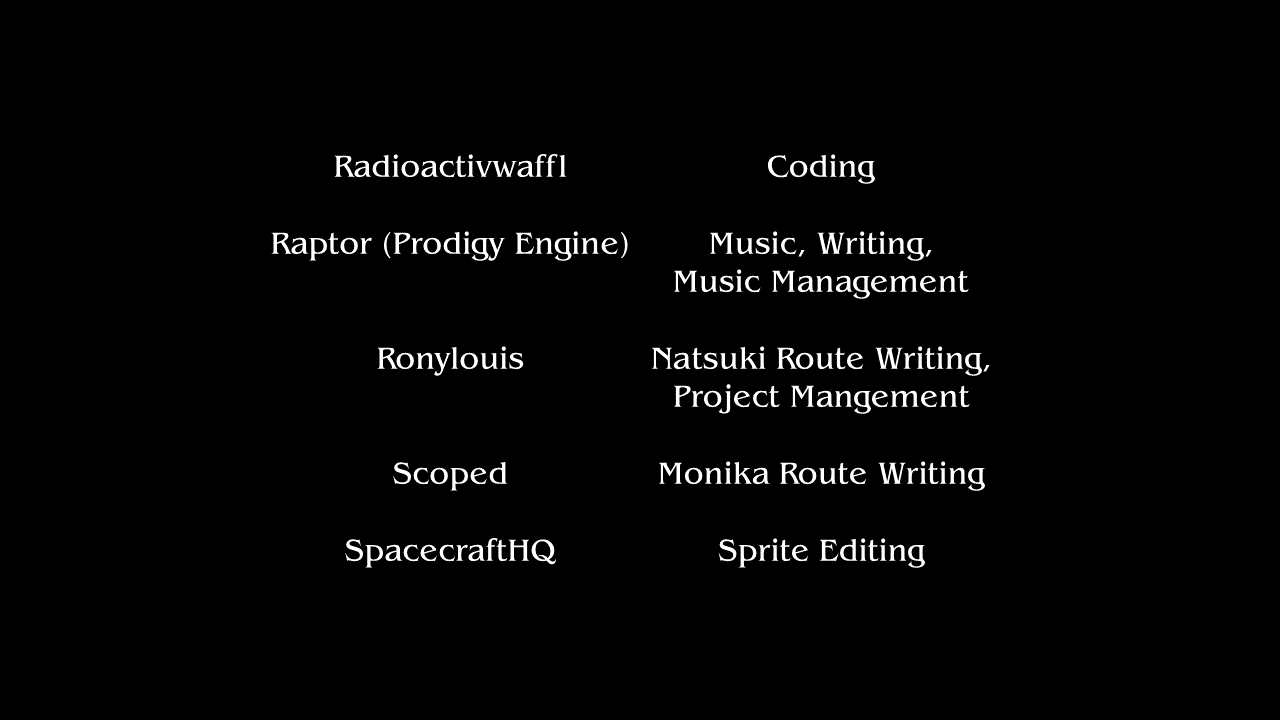 Radioactivwaffl Coding
Raptor (Prodigy Engine) Music, Writing,
Music Management
Ronylouis Natsuki Route Writing,
Project Mangement
Scoped Monika Route Writing
SpacecraftHQ Sprite Editing